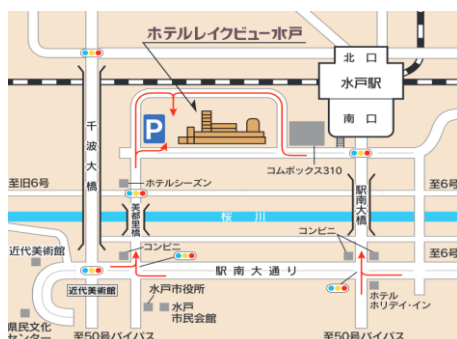 ホテルレイクビュー水戸
北口
水戸駅
南口
P
千波大橋
コムボックス310
至旧6号
ホテルシーズン
美都里橋
駅南大橋
至6号
桜川
近代美術館
コンビニ
コンビニ
至6号
駅南大通り
近代美術館
水戸市役所
水戸
市民会館
ホテル
ホリデイ・イン
県民文化
センター
至50号バイパス
至50号バイパス